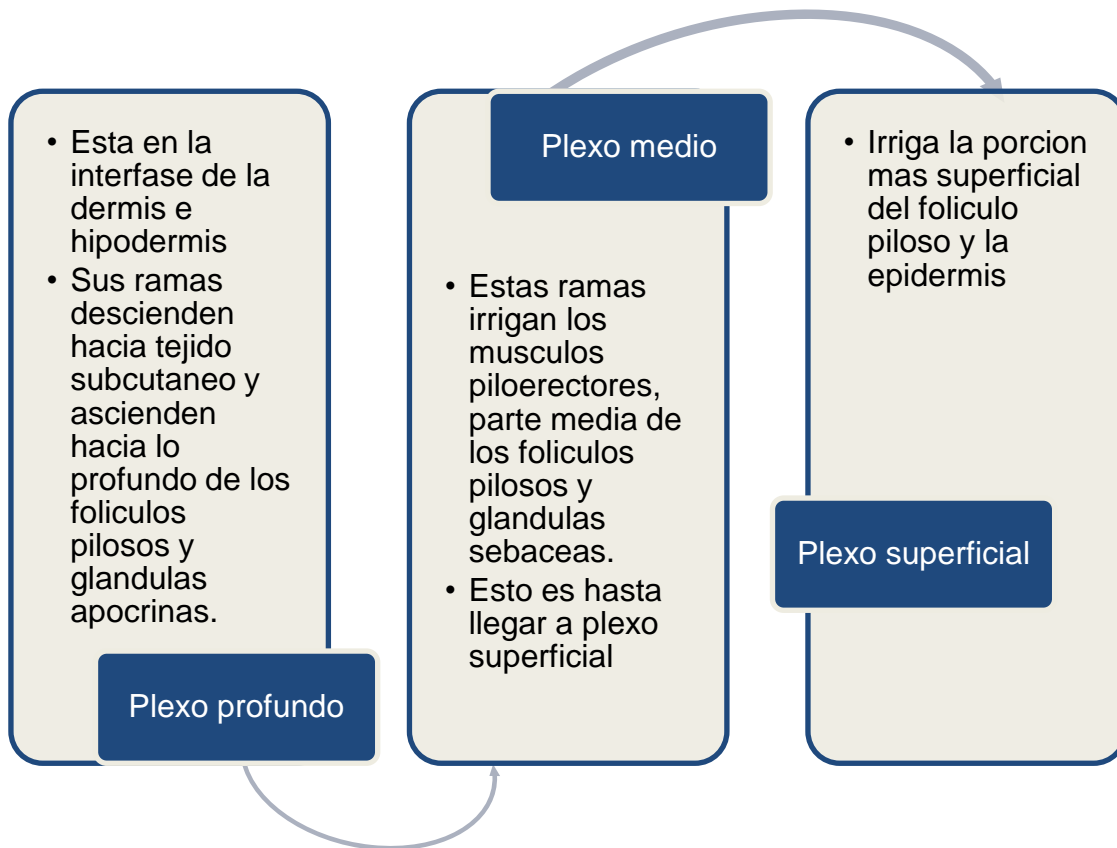 • Esta en la
interfase de la
dermis e
hipodermis
• Sus ramas
descienden
hacia tejido
subcutaneo y
ascienden
hacia lo
profundo de los
foliculos
pilosos y
glandulas
apocrinas.
Plexo profundo
Plexo medio
• Estas ramas
irrigan los
musculos
piloerectores,
parte media de
los foliculos
pilosos y
glandulas
sebaceas.
• Esto es hasta
llegar a plexo
superficial
• Irriga la porcion
mas superficial
del foliculo
piloso y la
epidermis
Plexo superficial